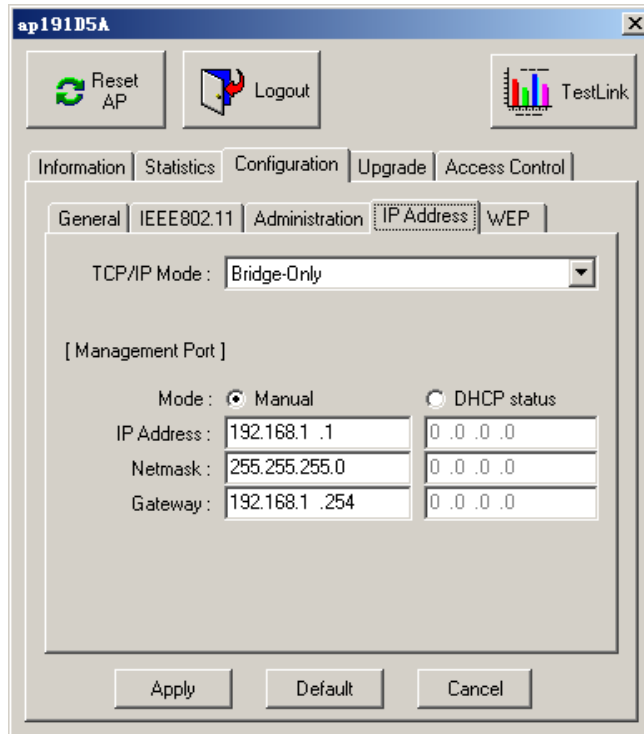 ap191D5A
Reset AP
Logout
TestLink
Information Statistics Configuration Upgrade Access Control
General IEEE802.11 Administration IP Address WEP
TCP/IP Mode : Bridge-Only
[ Management Port ]
Mode : Manual DHCP status
IP Address : 192.168.1 .1 0 .0 .0 .0
Netmask : 255.255.255.0 0 .0 .0 .0
Gateway : 192.168.1 .254 0 .0 .0 .0
Apply Default Cancel